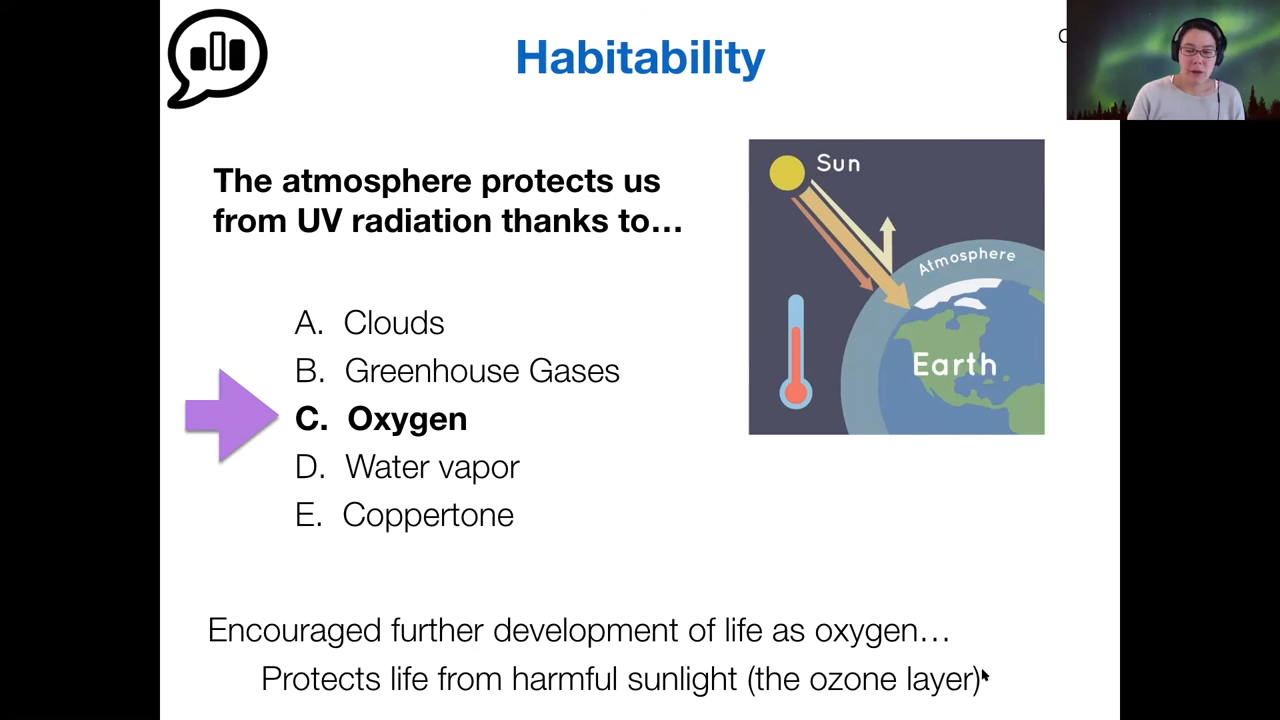 Habitability
The atmosphere protects us
from UV radiation thanks to…
A. Clouds
B. Greenhouse Gases
C. Oxygen
D. Water vapor
E. Coppertone
Sun
Atmosphere
Earth
Encouraged further development of life as oxygen…
Protects life from harmful sunlight (the ozone layer)